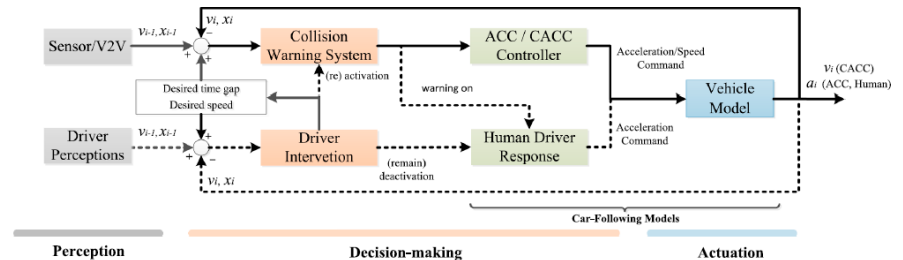 vi, xi
Sensor/V2V
vi-1, xi-1
+
−
+
Collision
Warning System
ACC / CACC
Controller
Acceleration/Speed
Command
vi (CACC)
ai (ACC, Human)
(re) activation
warning on
Desired time gap
Desired speed
Vehicle
Model
Driver
Perceptions
vi-1, xi-1
+
+
−
Driver
Intervetion
Human Driver
Response
Acceleration
Command
(remain)
deactivation
vi, xi
Car-Following Models
Perception
Decision-making
Actuation